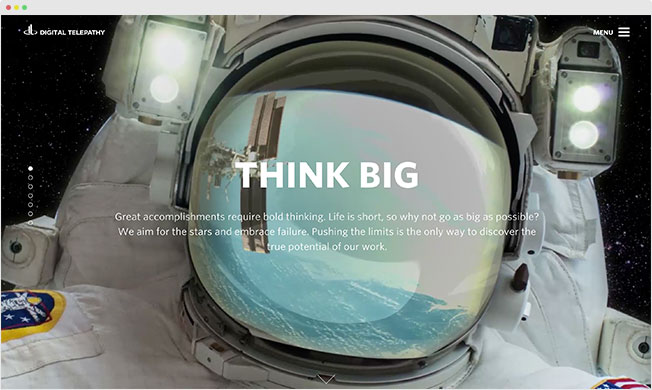 DIGITAL TELEPATHY
MENU
THINK BIG
Great accomplishments require bold thinking. Life is short, so why not go as big as possible?
We aim for the stars and embrace failure. Pushing the limits is the only way to discover the
true potential of our work.